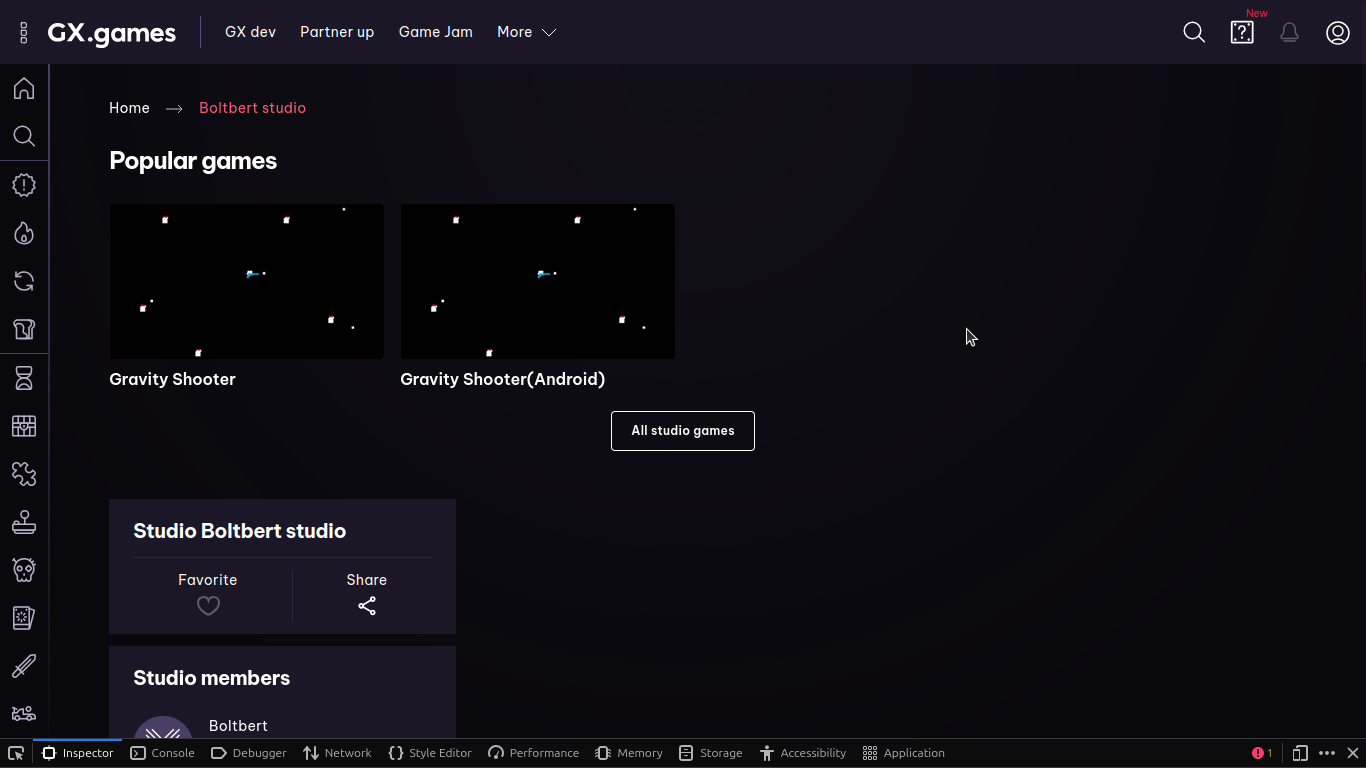 GX.games
GX dev
Partner up
Game Jam
More
New
Home
Boltbert studio
Popular games
Gravity Shooter
Gravity Shooter(Android)
All studio games
Studio Boltbert studio
Favorite
Share
Studio members
Boltbert
Inspector
Console
Debugger
Network
Style Editor
Performance
Memory
Storage
Accessibility
Application
1